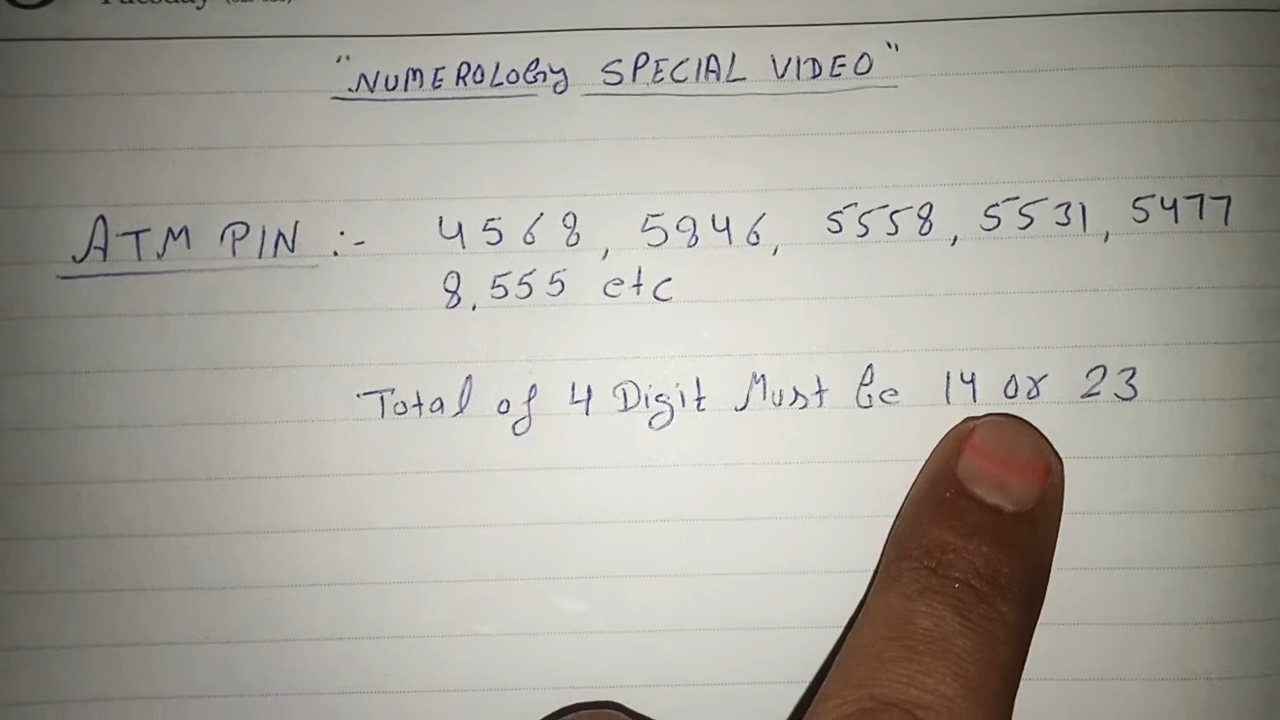 "NUMEROLOGY SPECIAL VIDEO"
ATM PIN :- 4568, 5846, 5558, 5531, 5477
8,555 etc
Total of 4 Digit Must be 14 or 23